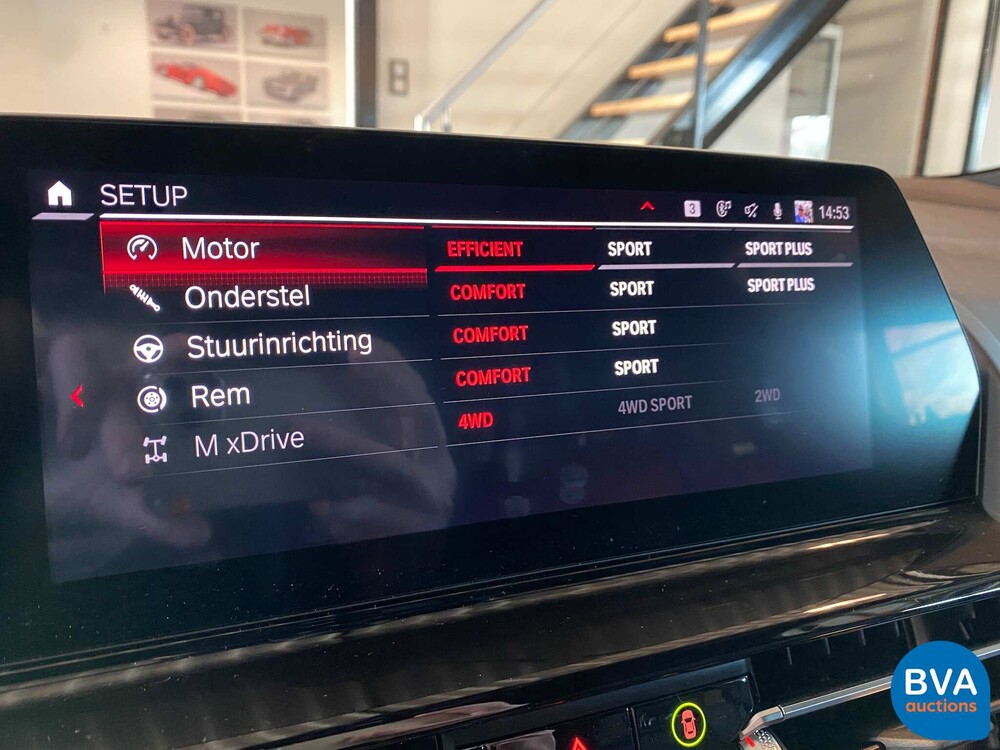 SETUP
3 14:53
Motor EFFICIENT SPORT SPORT PLUS
Onderstel COMFORT SPORT SPORT PLUS
Stuurinrichting COMFORT SPORT
Rem COMFORT SPORT
M xDrive 4WD 4WD SPORT 2WD
BVA
auctions